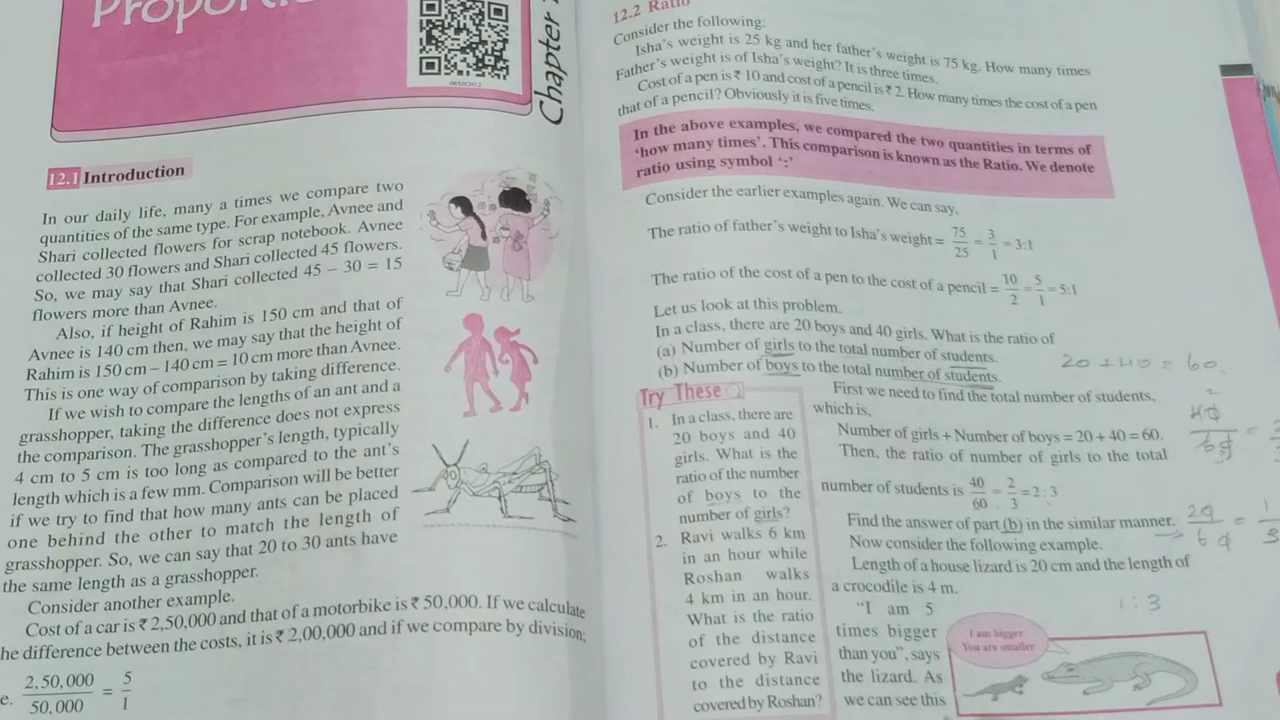 Chapter
12.1 Introduction
In our daily life, many a times we compare two
quantities of the same type. For example, Avnee and
Shari collected flowers for scrap notebook. Avnee
collected 30 flowers and Shari collected 45 flowers.
So, we may say that Shari collected 45 – 30 = 15
flowers more than Avnee.
Also, if height of Rahim is 150 cm and that of
Avnee is 140 cm then, we may say that the height of
Rahim is 150 cm – 140 cm = 10 cm more than Avnee.
This is one way of comparison by taking difference.
If we wish to compare the lengths of an ant and a
grasshopper, taking the difference does not express
the comparison. The grasshopper's length, typically
4 cm to 5 cm is too long as compared to the ant's
length which is a few mm. Comparison will be better
if we try to find that how many ants can be placed
one behind the other to match the length of
grasshopper. So, we can say that 20 to 30 ants have
the same length as a grasshopper.
Consider another example.
Cost of a car is ₹ 2,50,000 and that of a motorbike is ₹ 50,000. If we calculate
he difference between the costs, it is ₹ 2,00,000 and if we compare by division;
e. 2,50,000/50,000 = 5/1
12.2 Ratio
Consider the following:
Isha's weight is 25 kg and her father's weight is 75 kg. How many times
Father's weight is of Isha's weight? It is three times.
Cost of a pen is ₹ 10 and cost of a pencil is ₹ 2. How many times the cost of a pen
that of a pencil? Obviously it is five times.
In the above examples, we compared the two quantities in terms of
'how many times'. This comparison is known as the Ratio. We denote
ratio using symbol ':'
Consider the earlier examples again. We can say,
The ratio of father's weight to Isha's weight = 75/25 = 3/1 = 3:1
The ratio of the cost of a pen to the cost of a pencil = 10/2 = 5/1 = 5:1
Let us look at this problem.
In a class, there are 20 boys and 40 girls. What is the ratio of
(a) Number of girls to the total number of students.
(b) Number of boys to the total number of students.
20 + 40 = 60
Try These
1. In a class, there are
20 boys and 40
girls. What is the
ratio of the number
of boys to the
number of girls?
2. Ravi walks 6 km
in an hour while
Roshan walks
4 km in an hour.
What is the ratio
of the distance
covered by Ravi
to the distance
covered by Roshan?
First we need to find the total number of students,
which is,
Number of girls + Number of boys = 20 + 40 = 60.
Then, the ratio of number of girls to the total
number of students is 40/60 = 2/3 = 2 : 3
Find the answer of part (b) in the similar manner.
20/60 = 1/3
Now consider the following example.
Length of a house lizard is 20 cm and the length of
a crocodile is 4 m.
1 : 3
"I am 5
times bigger
than you", says
the lizard. As
we can see this
I am bigger
You are smaller